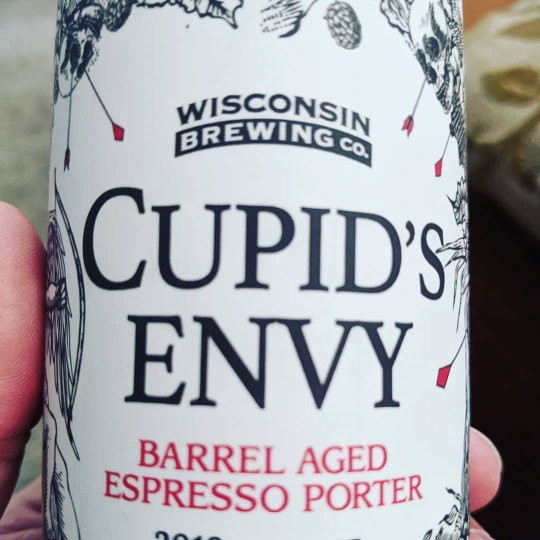 WISCONSIN
BREWING CO.
CUPID'S
ENVY
BARREL AGED
ESPRESSO PORTER